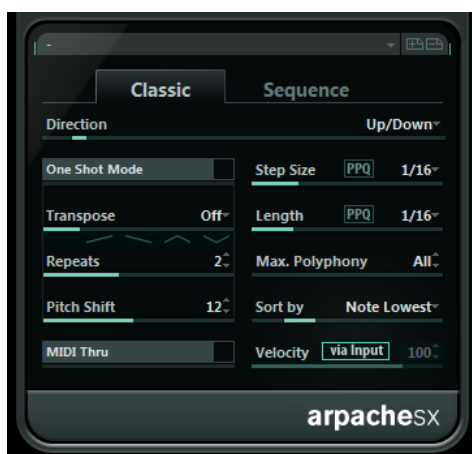 -
Classic Sequence
Direction Up/Down
One Shot Mode Step Size PPQ 1/16
Transpose Off Length PPQ 1/16
Repeats 2 Max. Polyphony All
Pitch Shift 12 Sort by Note Lowest
MIDI Thru Velocity via Input 100
arpacheSX